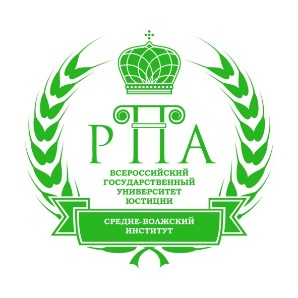 РПА
ВСЕРОССИЙСКИЙ
ГОСУДАРСТВЕННЫЙ
УНИВЕРСИТЕТ
ЮСТИЦИИ
СРЕДНЕ-ВОЛЖСКИЙ
ИНСТИТУТ